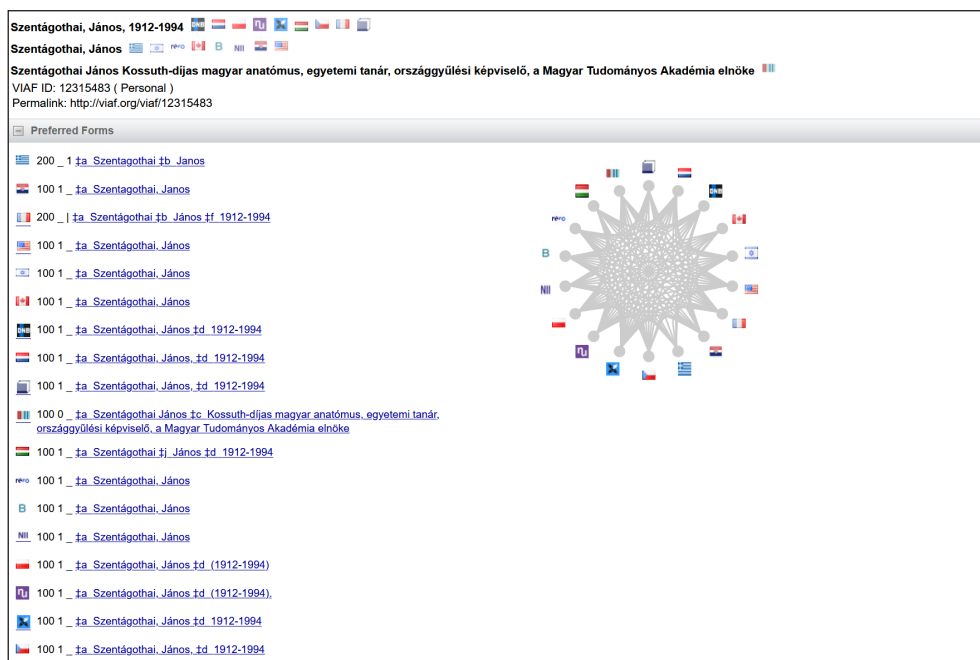 Szentágothai, János, 1912-1994
Szentágothai, János
Szentágothai János Kossuth-díjas magyar anatómus, egyetemi tanár, országgyűlési képviselő, a Magyar Tudományos Akadémia elnöke
VIAF ID: 12315483 ( Personal )
Permalink: http://viaf.org/viaf/12315483
Preferred Forms
200 _ 1 ‡a Szentagothai ‡b Janos
100 1 _ ‡a Szentagothai, Janos
200 _ | ‡a Szentágothai ‡b János ‡f 1912-1994
100 1 _ ‡a Szentágothai, János
100 1 _ ‡a Szentágothai, János
100 1 _ ‡a Szentágothai, János
DNB 100 1 _ ‡a Szentágothai, János ‡d 1912-1994
100 1 _ ‡a Szentágothai, János, ‡d 1912-1994
100 1 _ ‡a Szentágothai, János, ‡d 1912-1994
100 0 _ ‡a Szentágothai János ‡c Kossuth-díjas magyar anatómus, egyetemi tanár,
országgyűlési képviselő, a Magyar Tudományos Akadémia elnöke
100 1 _ ‡a Szentágothai ‡j János ‡d 1912-1994
rero 100 1 _ ‡a Szentágothai, János
B 100 1 _ ‡a Szentágothai, János
NII 100 1 _ ‡a Szentágothai, János
100 1 _ ‡a Szentágothai, János ‡d (1912-1994)
100 1 _ ‡a Szentágothai, János ‡d (1912-1994).
100 1 _ ‡a Szentágothai, János ‡d 1912-1994
100 1 _ ‡a Szentágothai, János, ‡d 1912-1994
DNB
rero
B
NII